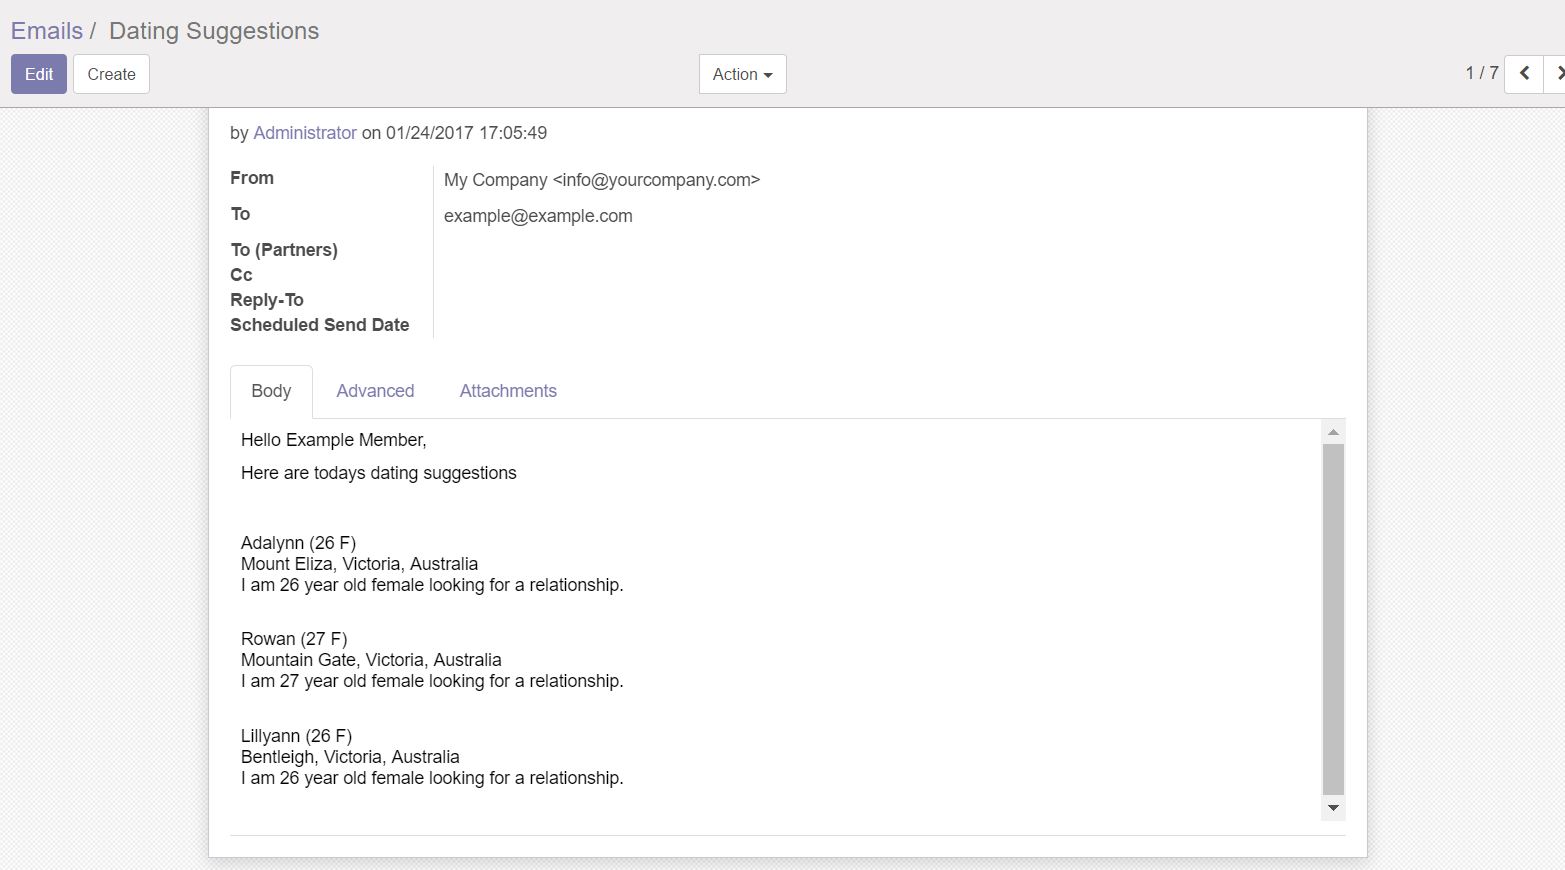 Emails / Dating Suggestions
Edit Create Action 1 / 7
by Administrator on 01/24/2017 17:05:49
From My Company <info@yourcompany.com>
To example@example.com
To (Partners)
Cc
Reply-To
Scheduled Send Date
Body Advanced Attachments
Hello Example Member,
Here are todays dating suggestions
Adalynn (26 F)
Mount Eliza, Victoria, Australia
I am 26 year old female looking for a relationship.
Rowan (27 F)
Mountain Gate, Victoria, Australia
I am 27 year old female looking for a relationship.
Lillyann (26 F)
Bentleigh, Victoria, Australia
I am 26 year old female looking for a relationship.